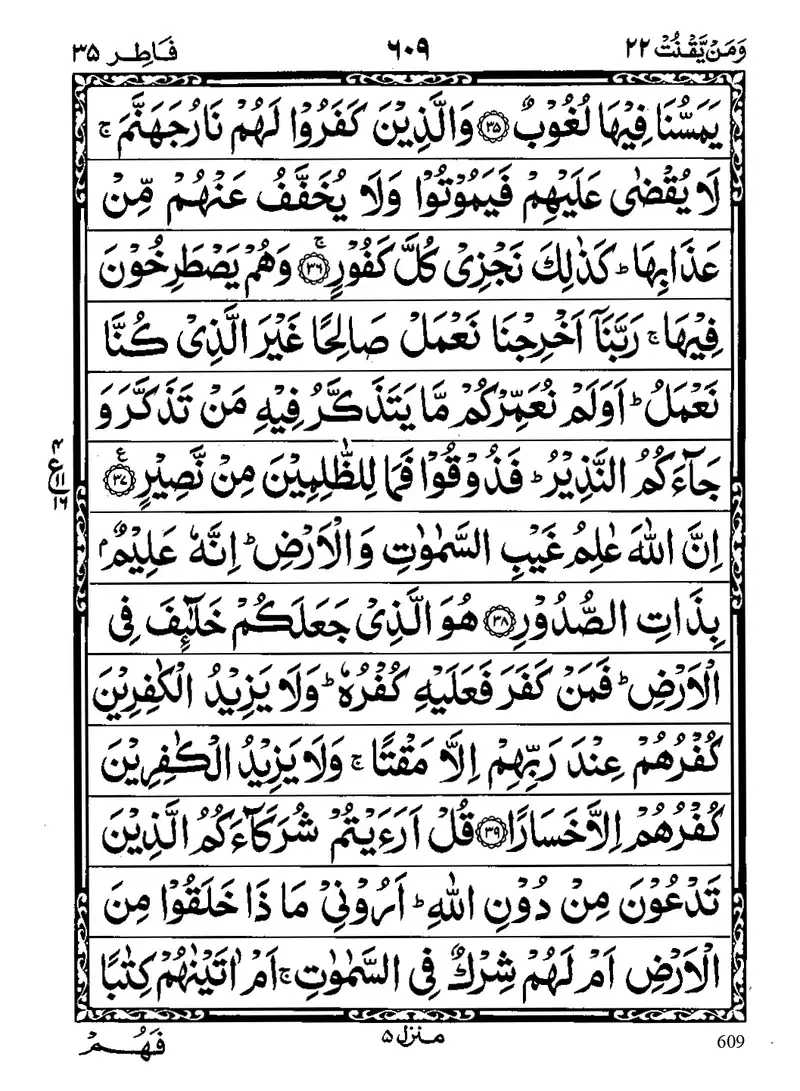 وَمَنْ يَّقْنُتْ ٢٢ ٦٠٩ فَاطِر ٣٥
يَمَسُّنَا فِيْهَا لُغُوْبٌ ﴿٣٥﴾ وَالَّذِيْنَ كَفَرُوْا لَهُمْ نَارُ جَهَنَّمَ ۚ
لَا يُقْضٰى عَلَيْهِمْ فَيَمُوْتُوْا وَلَا يُخَفَّفُ عَنْهُمْ مِّنْ
عَذَابِهَا ؕ كَذٰلِكَ نَجْزِیْ كُلَّ كَفُوْرٍ ۚ﴿٣٦﴾ وَهُمْ يَصْطَرِخُوْنَ
فِيْهَا ۚ رَبَّنَاۤ اَخْرِجْنَا نَعْمَلْ صَالِحًا غَيْرَ الَّذِیْ كُنَّا
نَعْمَلُ ؕ اَوَلَمْ نُعَمِّرْكُمْ مَّا يَتَذَكَّرُ فِيْهِ مَنْ تَذَكَّرَ وَ
جَآءَكُمُ النَّذِيْرُ ؕ فَذُوْقُوْا فَمَا لِلظّٰلِمِيْنَ مِنْ نَّصِيْرٍ ﴿٣٧﴾ ع
٤
ع ١١
١٦
اِنَّ اللّٰهَ عٰلِمُ غَيْبِ السَّمٰوٰتِ وَالْاَرْضِ ؕ اِنَّهٗ عَلِيْمٌۢ
بِذَاتِ الصُّدُوْرِ ﴿٣٨﴾ هُوَ الَّذِیْ جَعَلَكُمْ خَلٰٓئِفَ فِی
الْاَرْضِ ؕ فَمَنْ كَفَرَ فَعَلَيْهِ كُفْرُهٗ ؕ وَلَا يَزِيْدُ الْكٰفِرِيْنَ
كُفْرُهُمْ عِنْدَ رَبِّهِمْ اِلَّا مَقْتًا ۚ وَلَا يَزِيْدُ الْكٰفِرِيْنَ
كُفْرُهُمْ اِلَّا خَسَارًا ﴿٣٩﴾ قُلْ اَرَءَيْتُمْ شُرَكَآءَكُمُ الَّذِيْنَ
تَدْعُوْنَ مِنْ دُوْنِ اللّٰهِ ؕ اَرُوْنِیْ مَاذَا خَلَقُوْا مِنَ
الْاَرْضِ اَمْ لَهُمْ شِرْكٌ فِی السَّمٰوٰتِ ۚ اَمْ اٰتَيْنٰهُمْ كِتٰبًا
منزل ٥
فَهُمْ
609